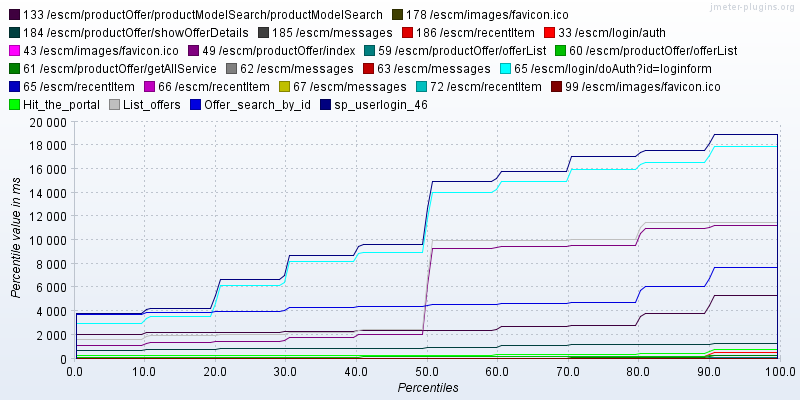 jmeter-plugins.org
133 /escm/productOffer/productModelSearch/productModelSearch 178 /escm/images/favicon.ico
184 /escm/productOffer/showOfferDetails 185 /escm/messages 186 /escm/recentItem 33 /escm/login/auth
43 /escm/images/favicon.ico 49 /escm/productOffer/index 59 /escm/productOffer/offerList 60 /escm/productOffer/offerList
61 /escm/productOffer/getAllService 62 /escm/messages 63 /escm/messages 65 /escm/login/doAuth?id=loginform
65 /escm/recentItem 66 /escm/recentItem 67 /escm/messages 72 /escm/recentItem 99 /escm/images/favicon.ico
Hit_the_portal List_offers Offer_search_by_id sp_userlogin_46
20 000
18 000
16 000
14 000
12 000
10 000
8 000
6 000
4 000
2 000
0
Percentile value in ms
0.0 10.0 20.0 30.0 40.0 50.0 60.0 70.0 80.0 90.0 100.0
Percentiles